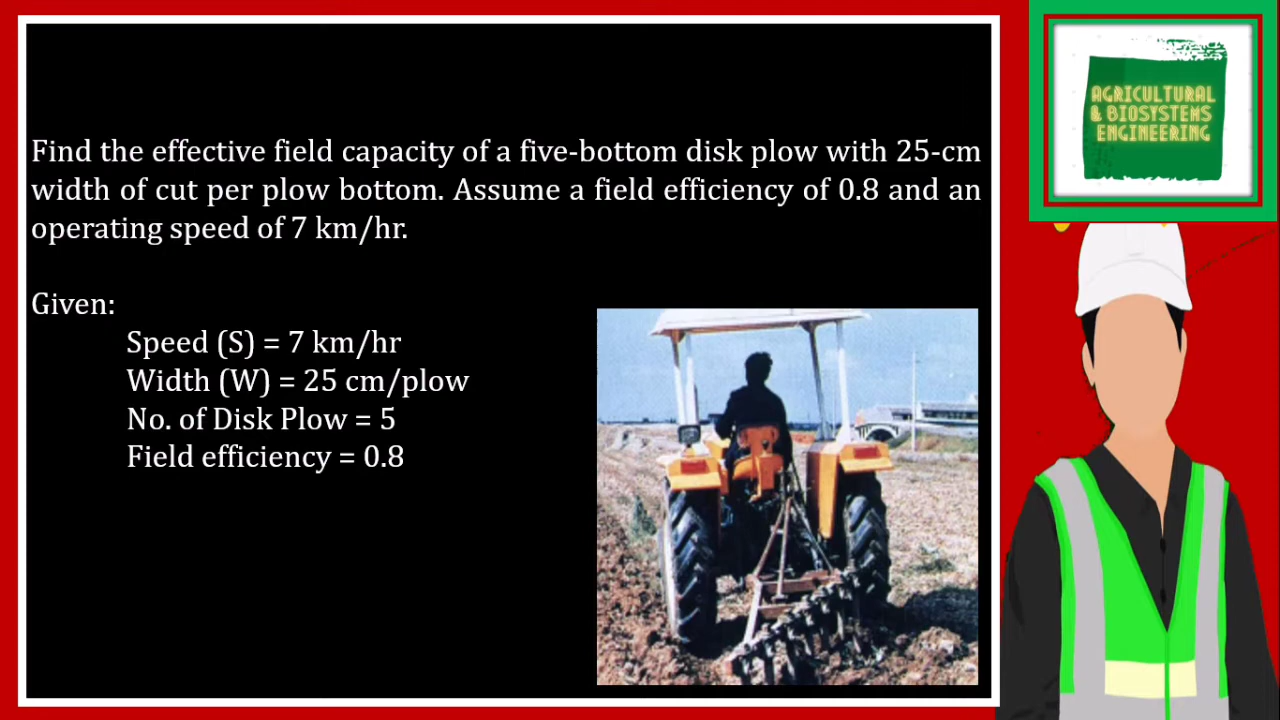 Find the effective field capacity of a five-bottom disk plow with 25-cm
width of cut per plow bottom. Assume a field efficiency of 0.8 and an
operating speed of 7 km/hr.
Given:
Speed (S) = 7 km/hr
Width (W) = 25 cm/plow
No. of Disk Plow = 5
Field efficiency = 0.8
AGRICULTURAL
& BIOSYSTEMS
ENGINEERING